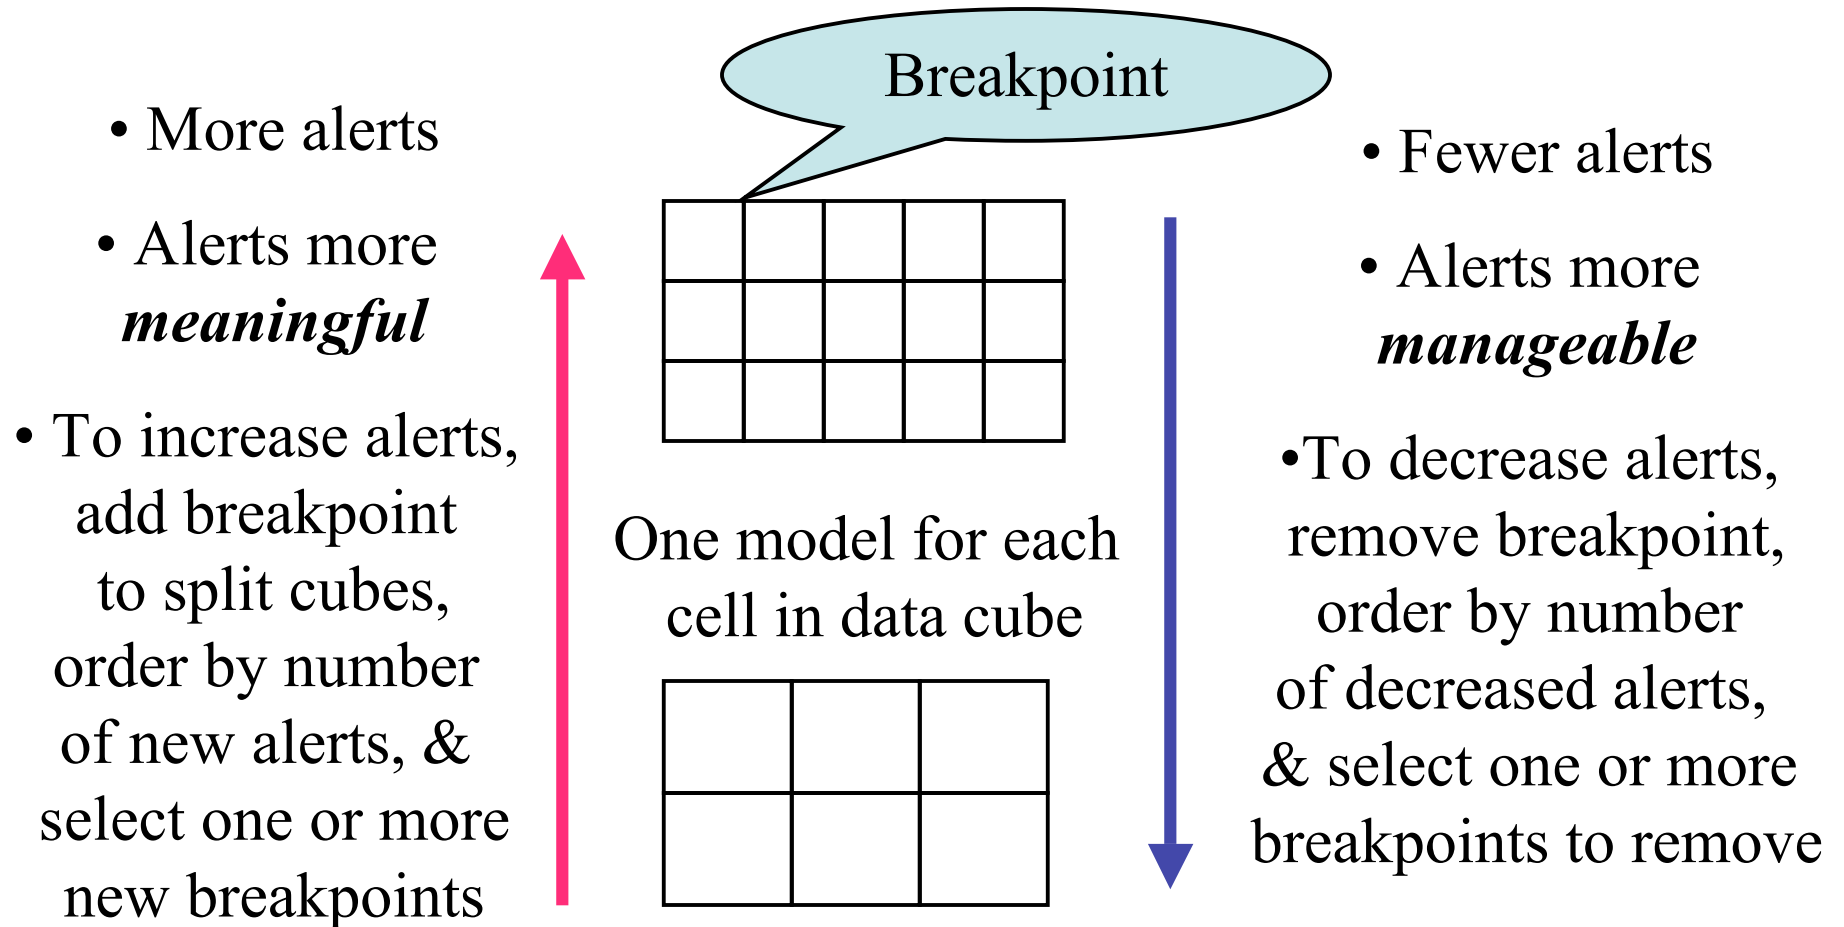 Breakpoint
• More alerts
• Alerts more
meaningful
• To increase alerts,
add breakpoint
to split cubes,
order by number
of new alerts, &
select one or more
new breakpoints
One model for each
cell in data cube
• Fewer alerts
• Alerts more
manageable
•To decrease alerts,
remove breakpoint,
order by number
of decreased alerts,
& select one or more
breakpoints to remove